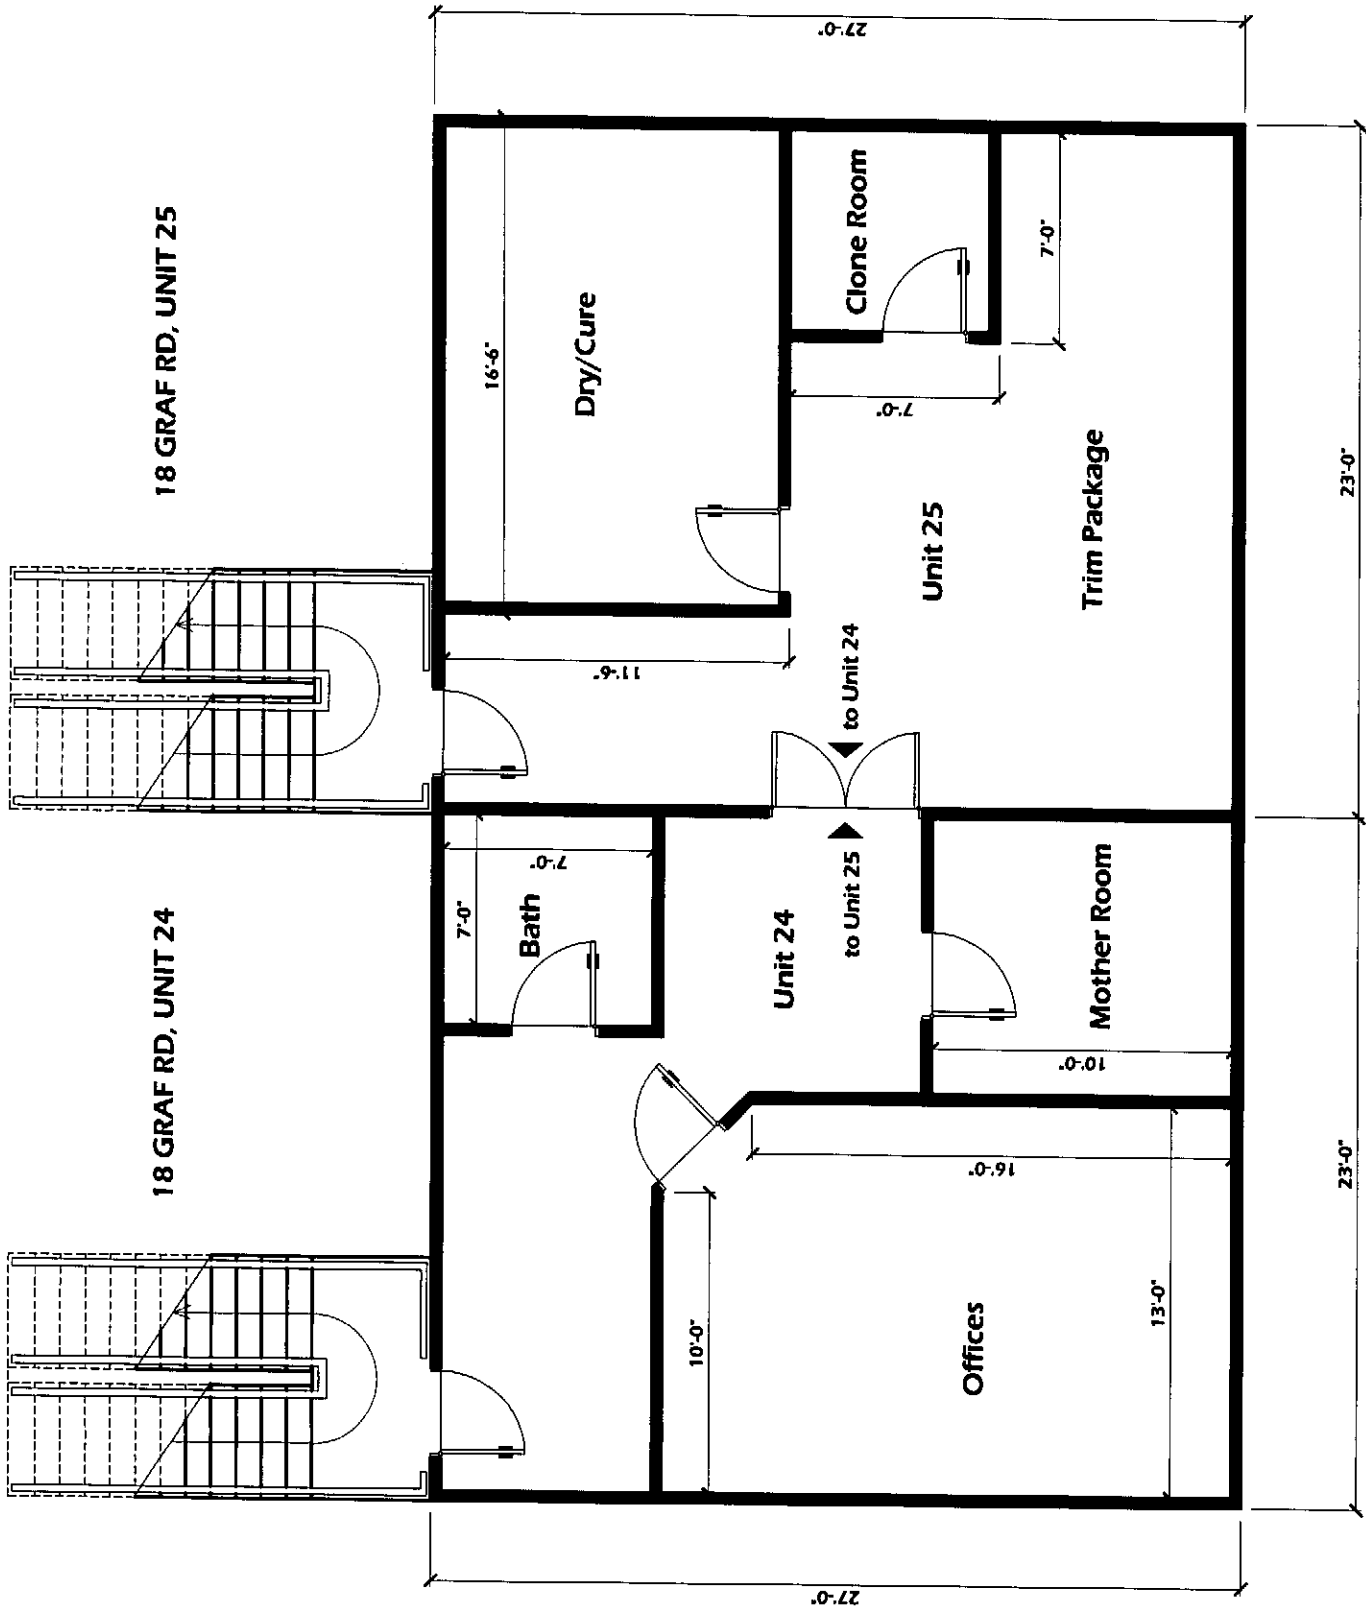 18 GRAF RD, UNIT 24
18 GRAF RD, UNIT 25
27'-0"
27'-0"
7'-0"
7'-0"
Bath
16'-6"
Dry/Cure
11'-6"
10'-0"
Unit 24
to Unit 25
to Unit 24
Unit 25
7'-0"
Clone Room
7'-0"
Offices
16'-0"
13'-0"
Mother Room
10'-0"
Trim Package
23'-0"
23'-0"